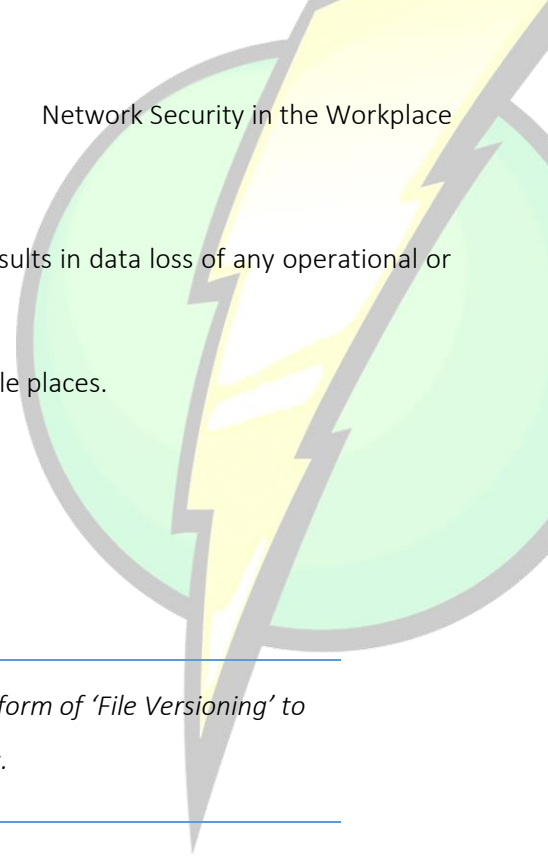 Network Security in the Workplace
sults in data loss of any operational or
le places.
form of ‘File Versioning’ to
.